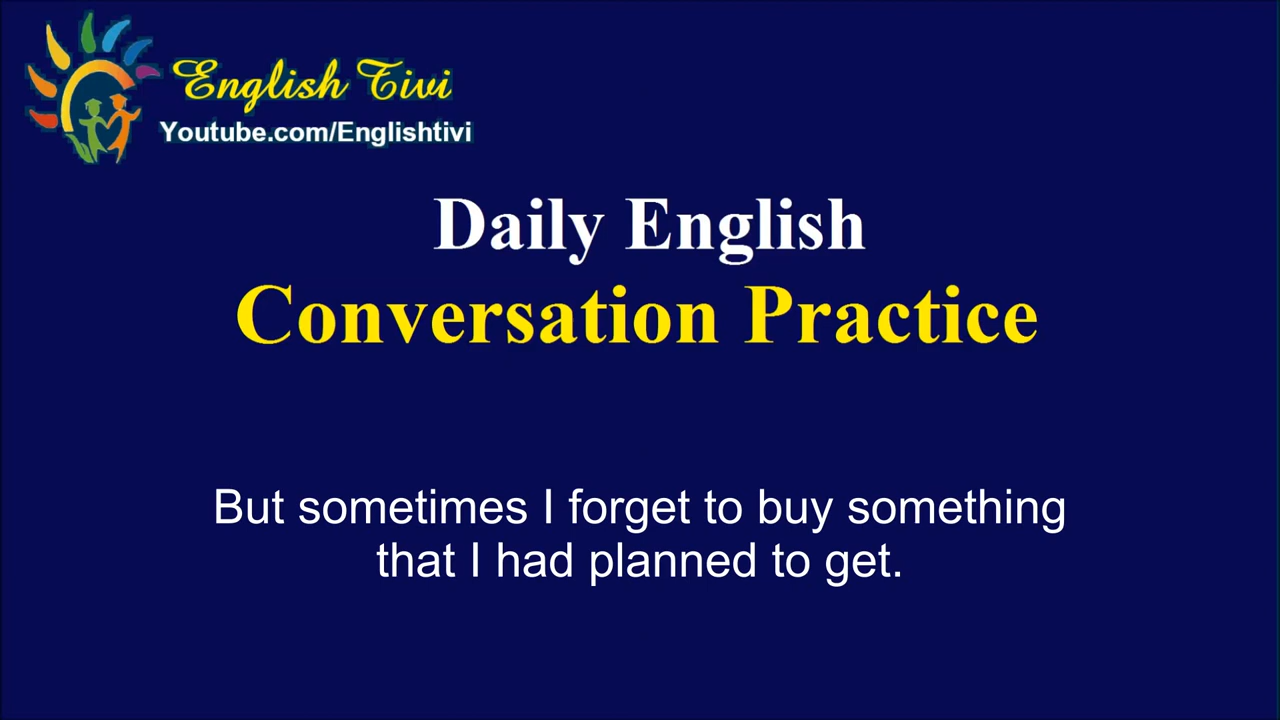 English Tivi
Youtube.com/Englishtivi
Daily English
Conversation Practice
But sometimes I forget to buy something
that I had planned to get.